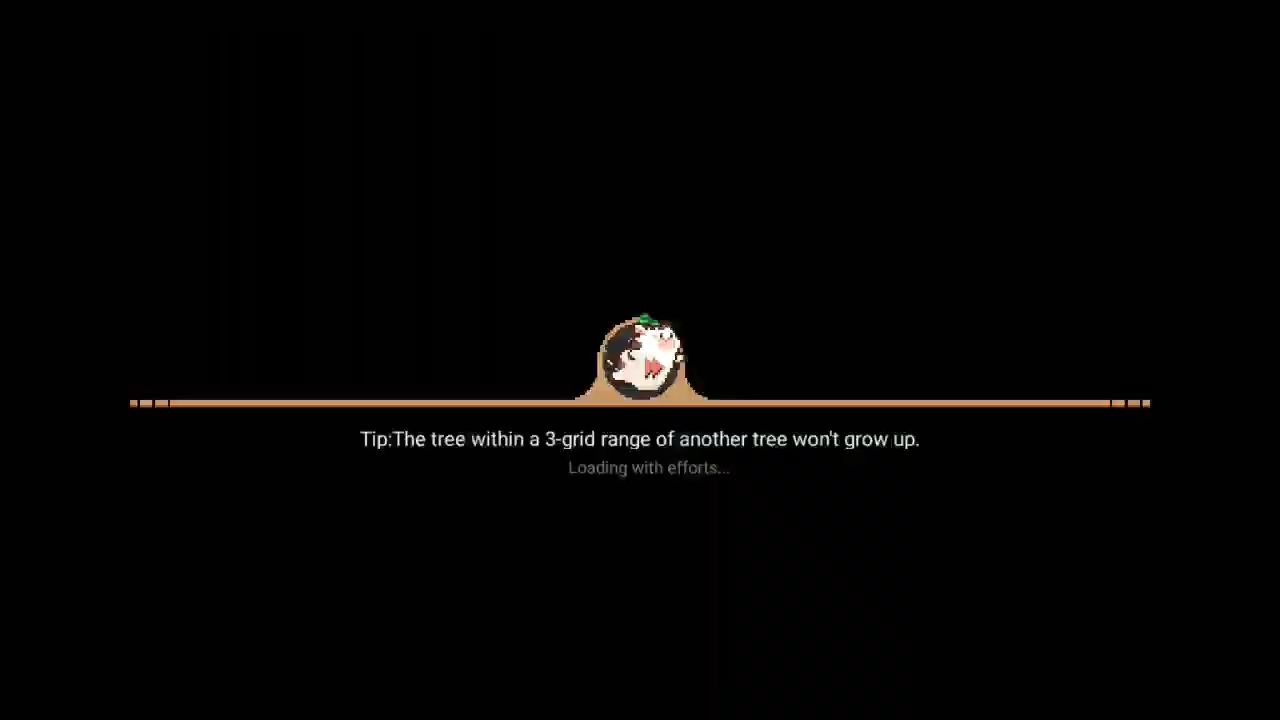 Tip:The tree within a 3-grid range of another tree won't grow up.
Loading with efforts...